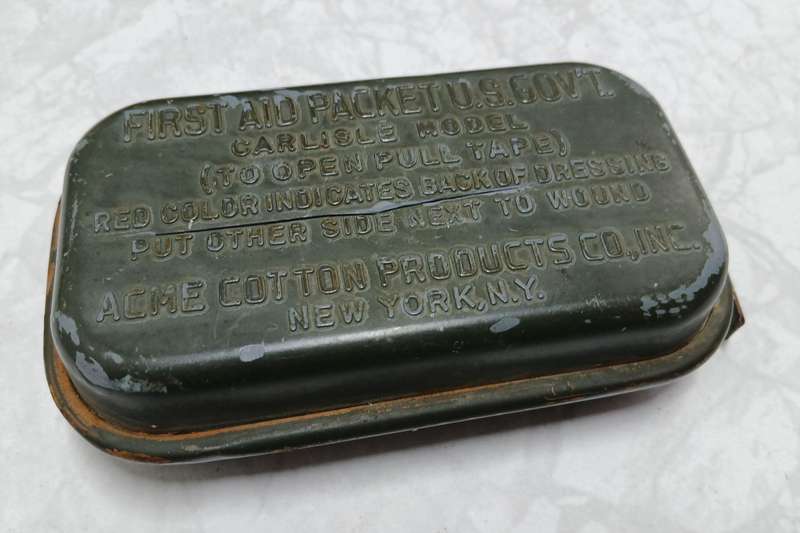 FIRST AID PACKET U.S. GOV'T.
CARLISLE MODEL
(TO OPEN PULL TAPE)
RED COLOR INDICATES BACK OF DRESSING
PUT OTHER SIDE NEXT TO WOUND
ACME COTTON PRODUCTS CO., INC.
NEW YORK, N.Y.